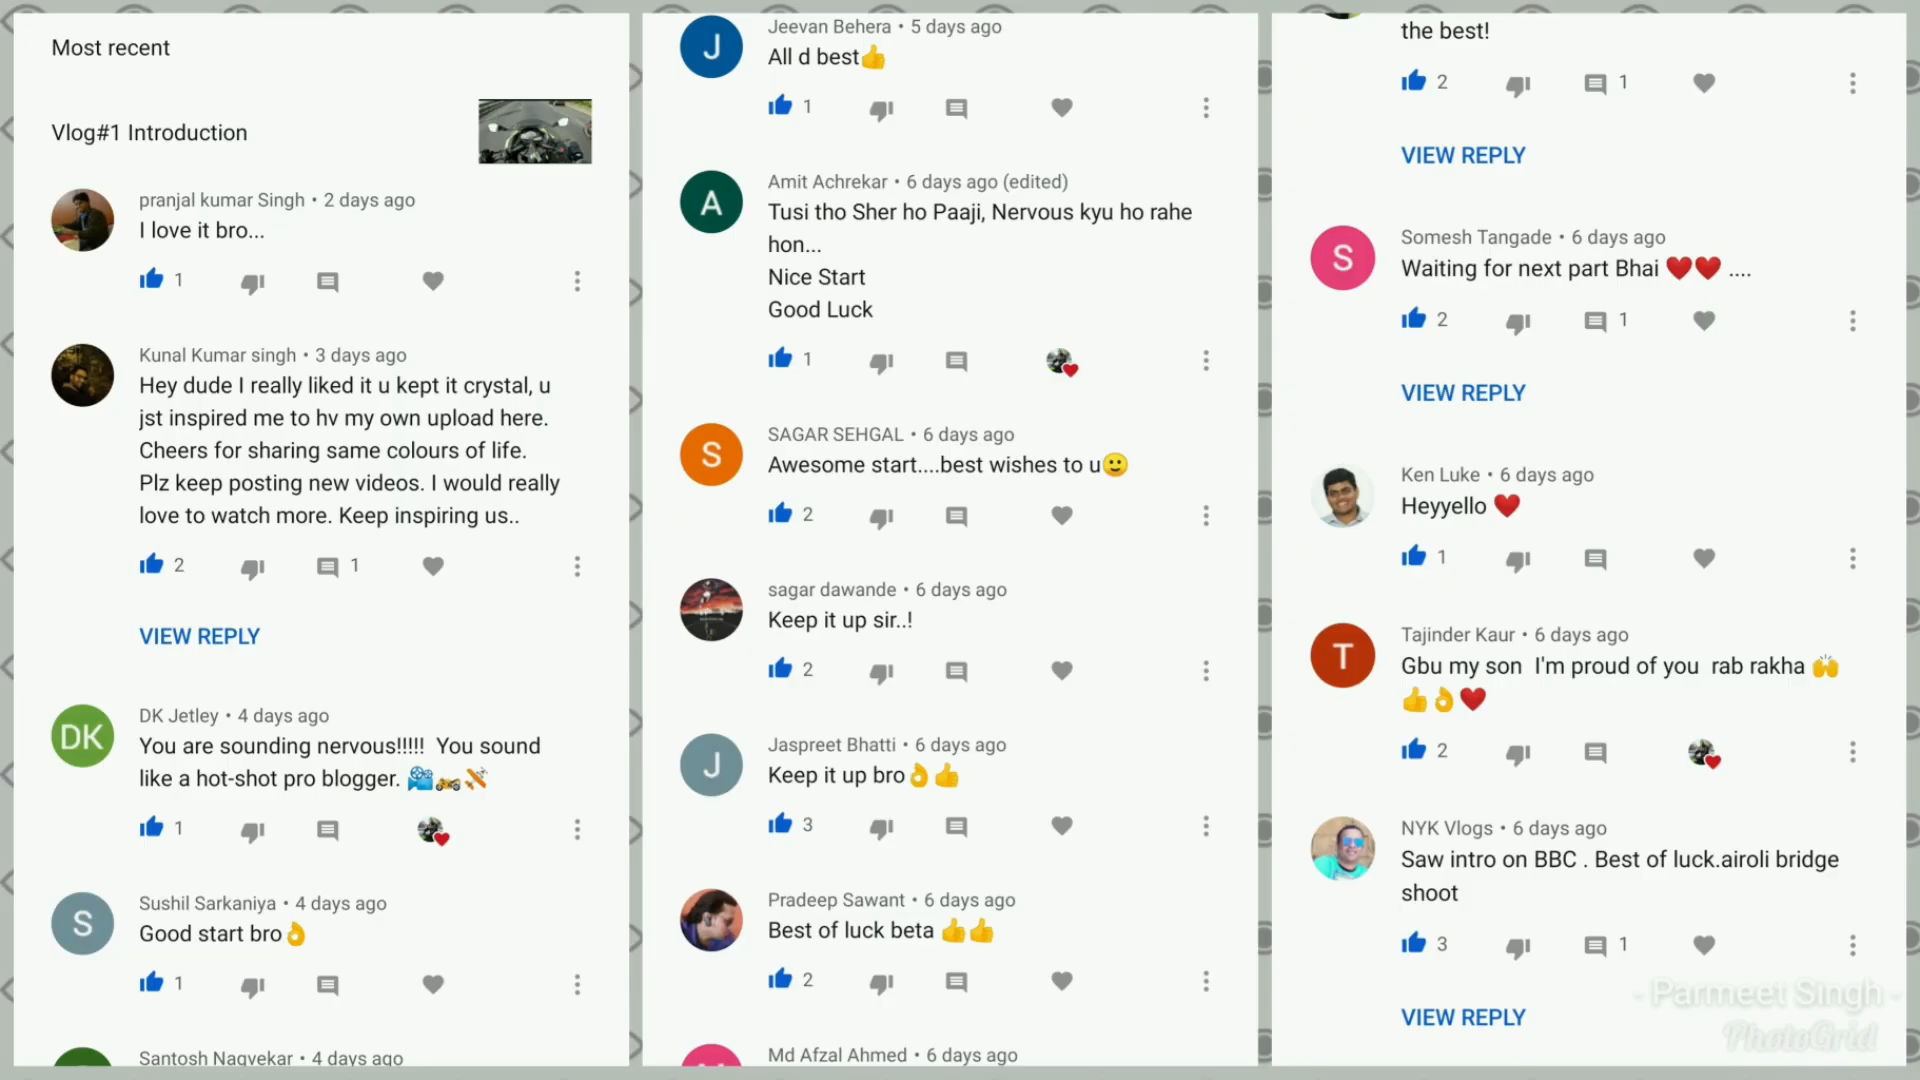 Most recent
Vlog#1 Introduction
pranjal kumar Singh • 2 days ago
I love it bro...
1
Kunal Kumar singh • 3 days ago
Hey dude I really liked it u kept it crystal, u
jst inspired me to hv my own upload here.
Cheers for sharing same colours of life.
Plz keep posting new videos. I would really
love to watch more. Keep inspiring us..
2 1
VIEW REPLY
DK
DK Jetley • 4 days ago
You are sounding nervous!!!!! You sound
like a hot-shot pro blogger. 📽️🏍️🛩️
1
S
Sushil Sarkaniya • 4 days ago
Good start bro👌
1
Santosh Nagvekar • 4 days ago
J
Jeevan Behera • 5 days ago
All d best👍
1
A
Amit Achrekar • 6 days ago (edited)
Tusi tho Sher ho Paaji, Nervous kyu ho rahe
hon...
Nice Start
Good Luck
1
S
SAGAR SEHGAL • 6 days ago
Awesome start....best wishes to u🙂
2
sagar dawande • 6 days ago
Keep it up sir..!
2
J
Jaspreet Bhatti • 6 days ago
Keep it up bro👌👍
3
Pradeep Sawant • 6 days ago
Best of luck beta 👍👍
2
Md Afzal Ahmed • 6 days ago
the best!
2 1
VIEW REPLY
S
Somesh Tangade • 6 days ago
Waiting for next part Bhai ❤️❤️ ....
2 1
VIEW REPLY
Ken Luke • 6 days ago
Heyyello ❤️
1
T
Tajinder Kaur • 6 days ago
Gbu my son I'm proud of you rab rakha 🙌
👍👌❤️
2
NYK Vlogs • 6 days ago
Saw intro on BBC . Best of luck.airoli bridge
shoot
3 1
VIEW REPLY
- Parmeet Singh -
PhotoGrid